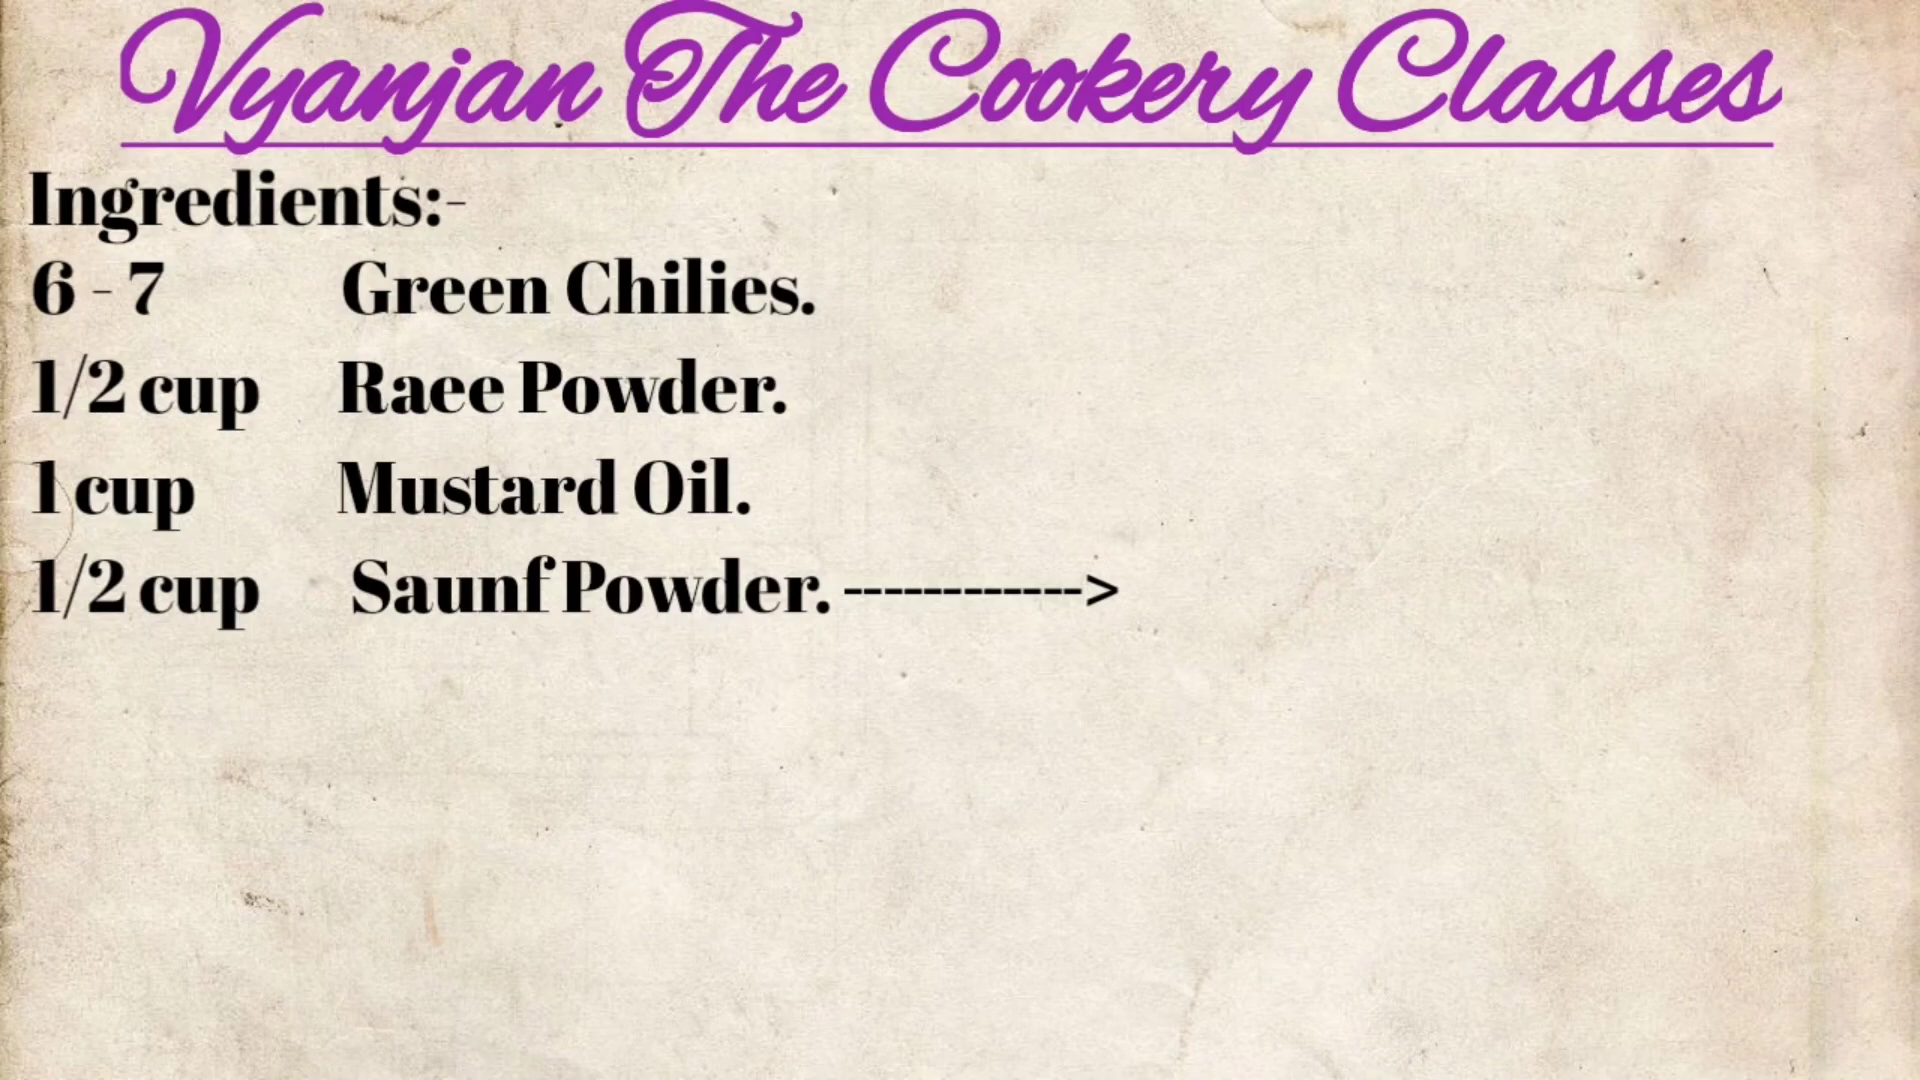 Vyanjan The Cookery Classes
Ingredients:-
6 - 7 Green Chilies.
1/2 cup Raee Powder.
1 cup Mustard Oil.
1/2 cup Saunf Powder. ------------>